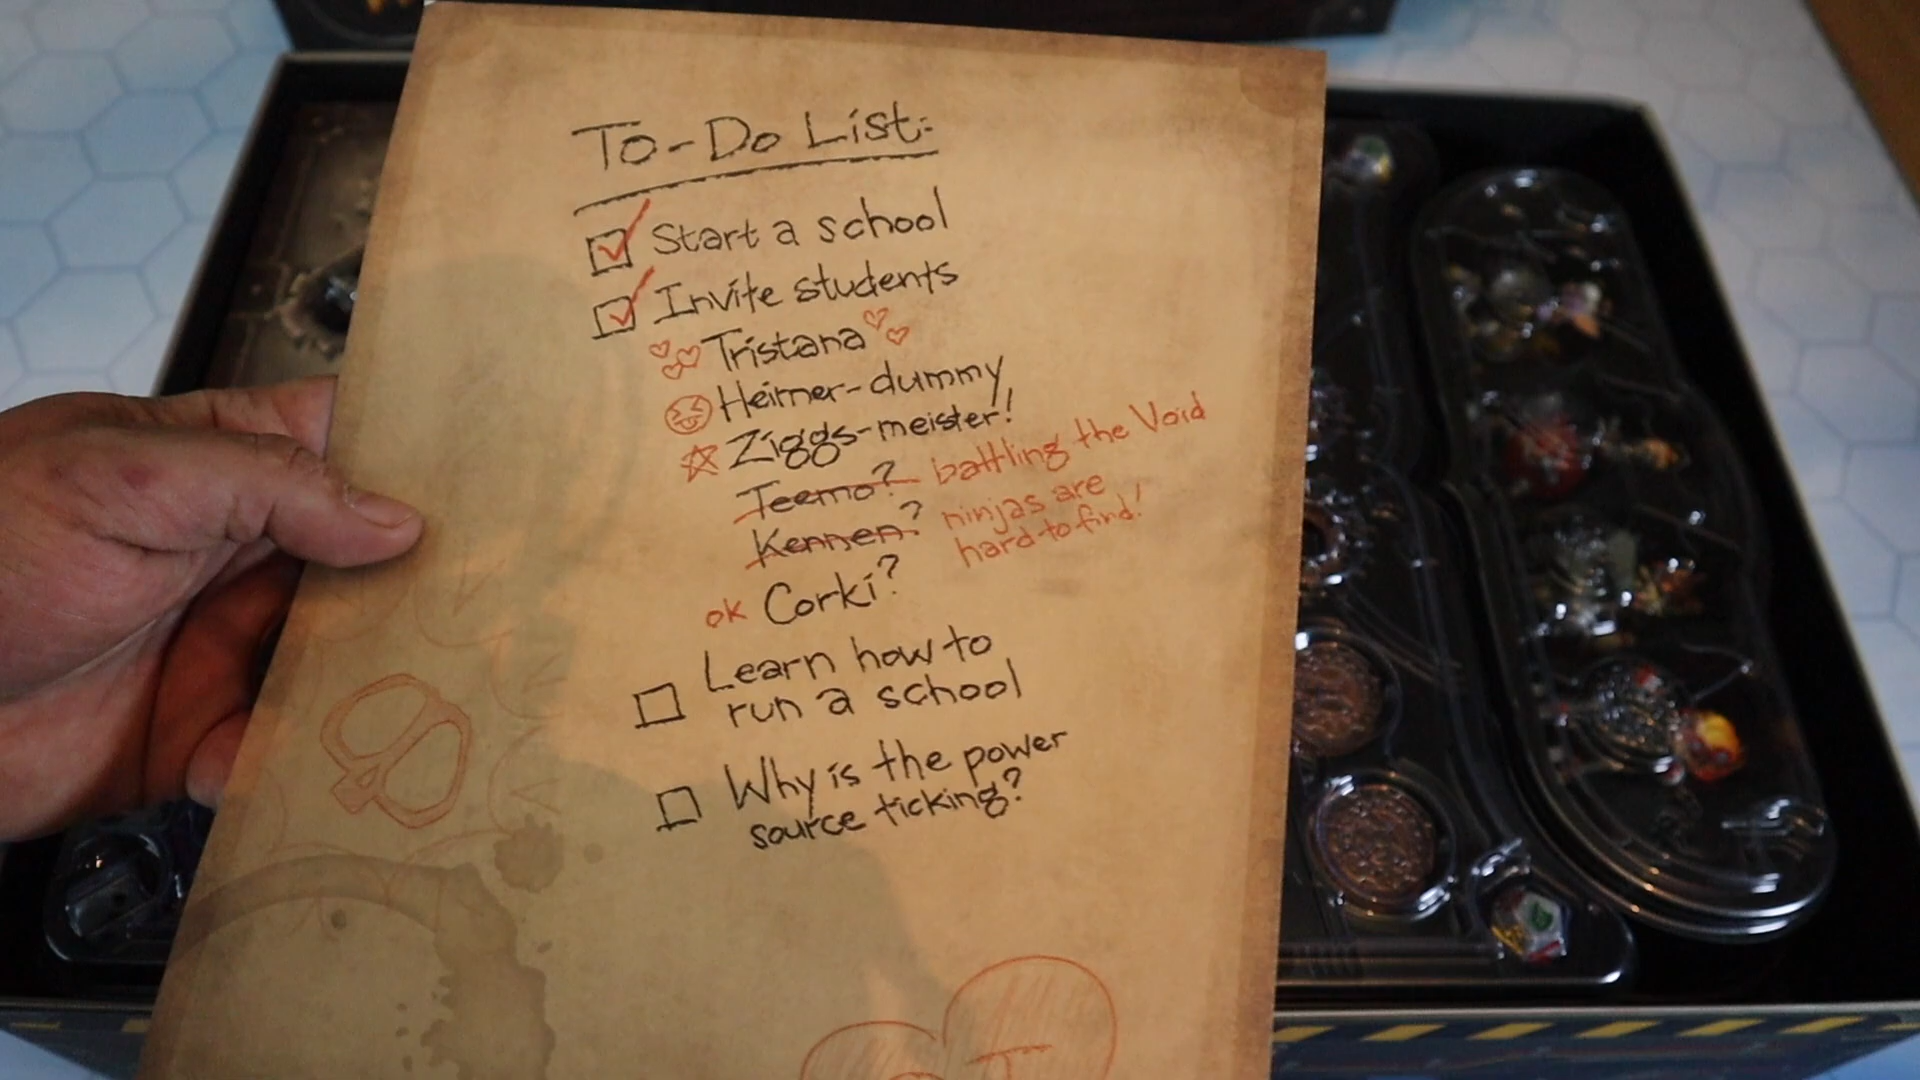 To-Do List:
Start a school
Invite students
Tristana
Heimer-dummy
Ziggs-meister!
Teemo? battling the Void
Kennen? ninjas are
hard to find!
ok Corki?
Learn how to
run a school
Why is the power
source ticking?
T